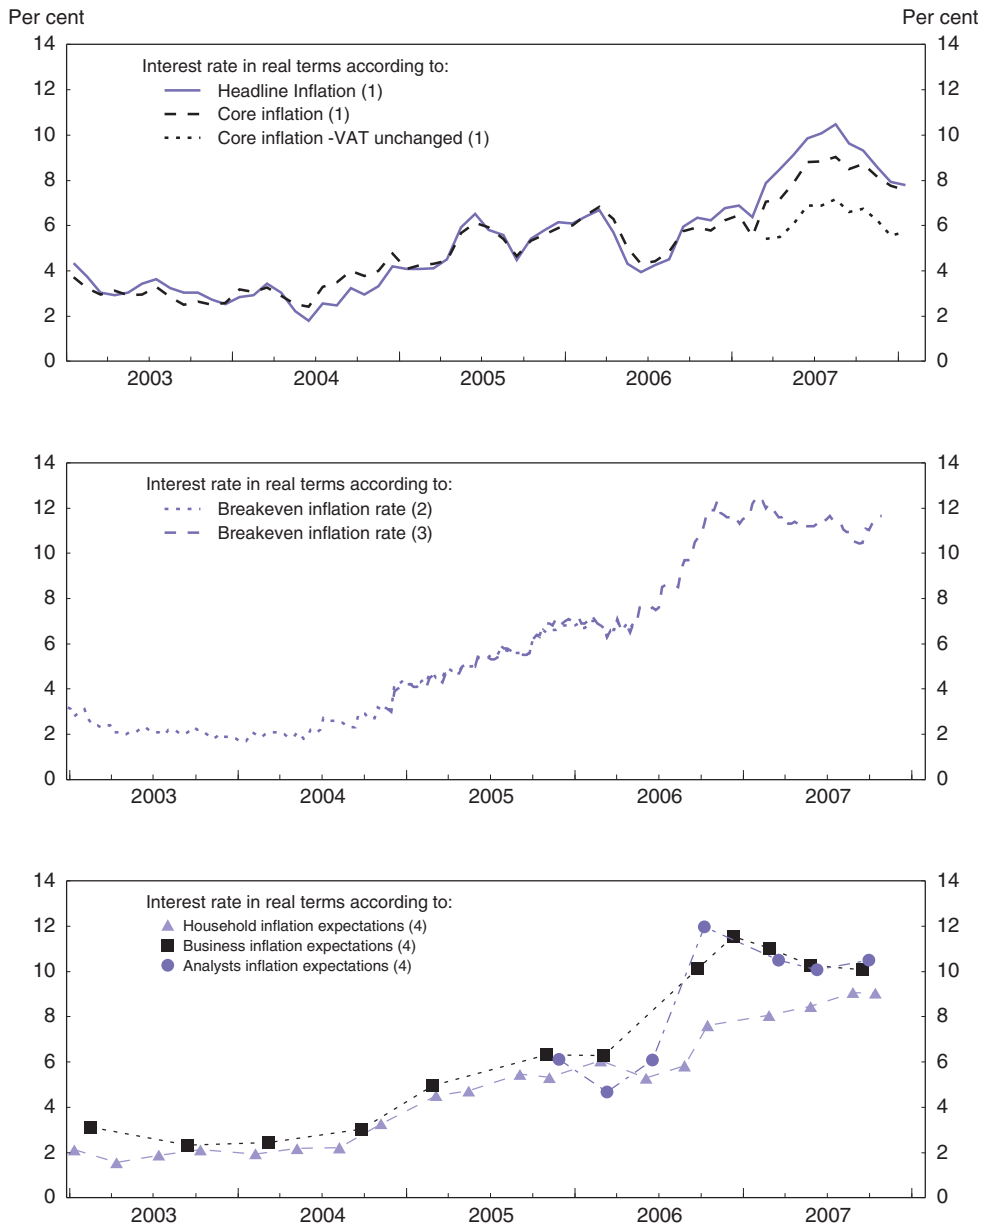 Per cent Per cent
14 14
Interest rate in real terms according to:
12 Headline Inflation (1) 12
Core inflation (1)
10 Core inflation -VAT unchanged (1) 10
8 8
6 6
4 4
2 2
0 0
2003 2004 2005 2006 2007
14 14
Interest rate in real terms according to:
12 Breakeven inflation rate (2) 12
Breakeven inflation rate (3)
10 10
8 8
6 6
4 4
2 2
0 0
2003 2004 2005 2006 2007
14 14
Interest rate in real terms according to:
12 Household inflation expectations (4) 12
Business inflation expectations (4)
10 Analysts inflation expectations (4) 10
8 8
6 6
4 4
2 2
0 0
2003 2004 2005 2006 2007